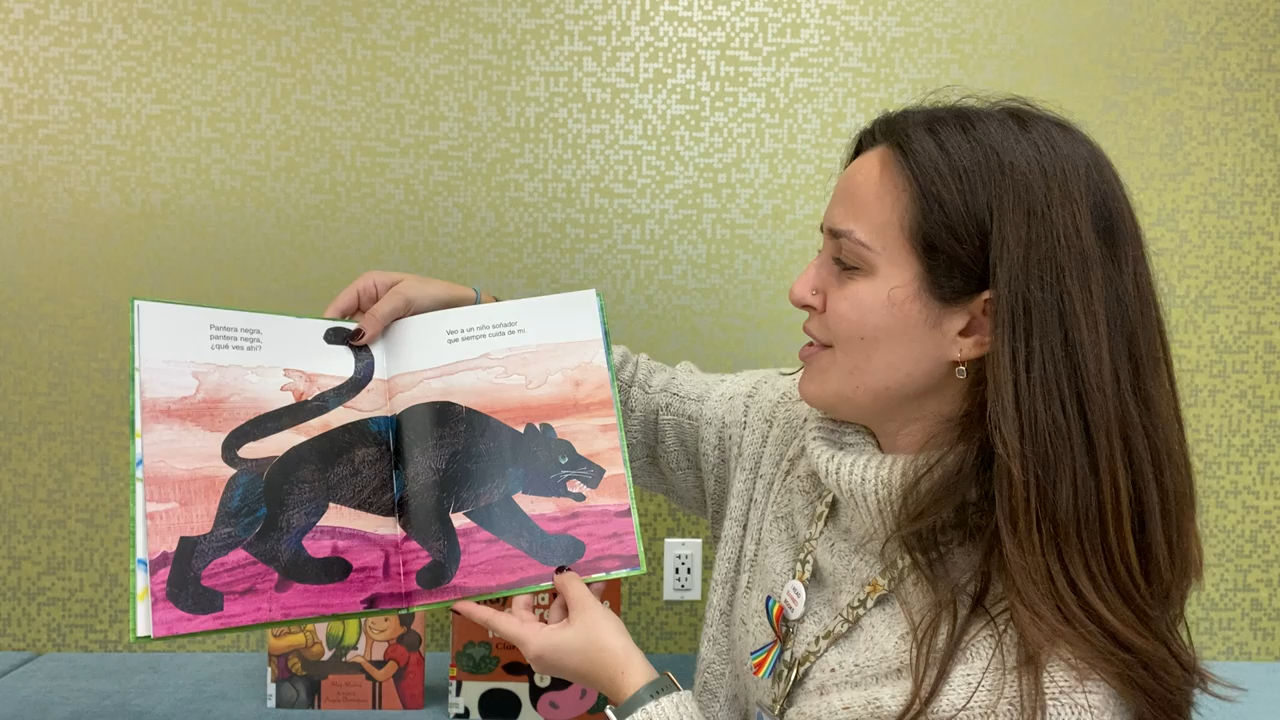 Pantera negra,
pantera negra,
¿qué ves ahí?
Veo a un niño soñador
que siempre cuida de mí.